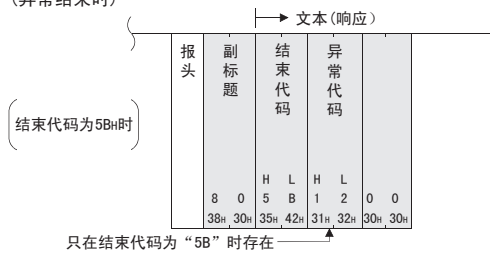 (异常结束时)
文本(响应)
报头
副标题
结束代码
异常代码
结束代码为5BH时
H L H L
8 0 5 B 1 2 0 0
38H 30H 35H 42H 31H 32H 30H 30H
只在结束代码为“5B”时存在